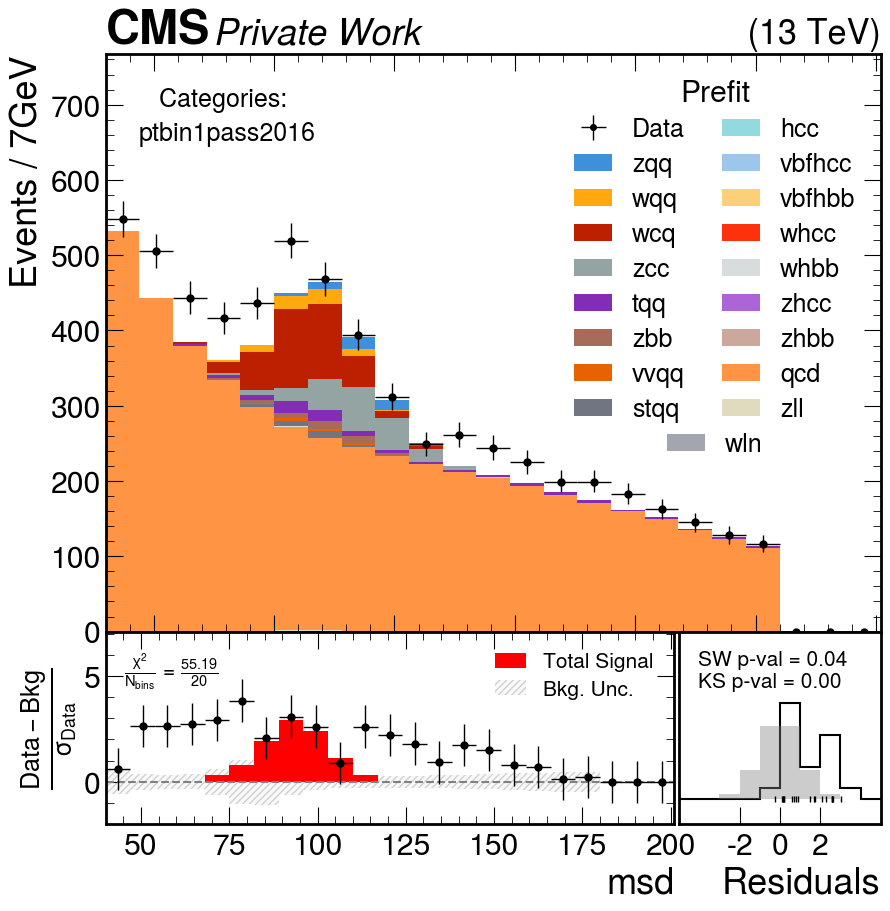 CMS Private Work (13 TeV)
Events / 7GeV
700
600
500
400
300
200
100
0
Categories:
ptbin1pass2016
Prefit
Data
zqq
wqq
wcq
zcc
tqq
zbb
vvqq
stqq
hcc
vbfhcc
vbfhbb
whcc
whbb
zhcc
zhbb
qcd
zll
wln
Data – Bkg
σData
5
0
χ2
Nbins
= 55.19
20
Total Signal
Bkg. Unc.
50 75 100 125 150 175 200
msd
SW p-val = 0.04
KS p-val = 0.00
-2 0 2
Residuals